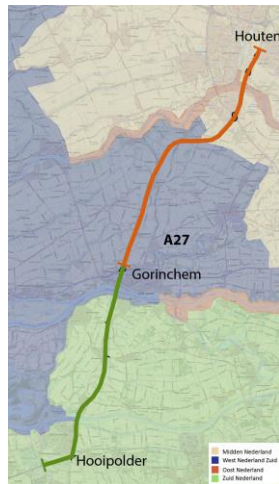 Houten
A27
Gorinchem
Hooipolder
Midden Nederland
West Nederland Zuid
Oost Nederland
Zuid Nederland